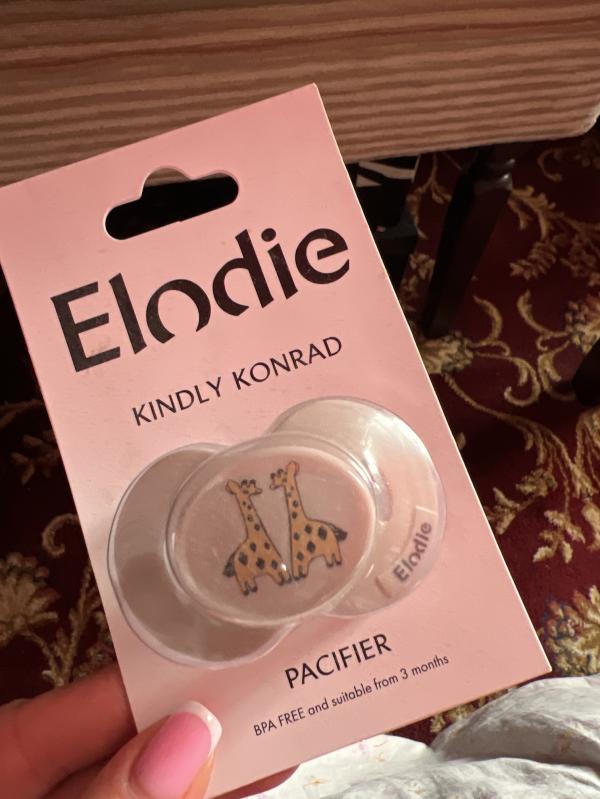 Elodie
KINDLY KONRAD
Elodie
PACIFIER
BPA FREE and suitable from 3 months